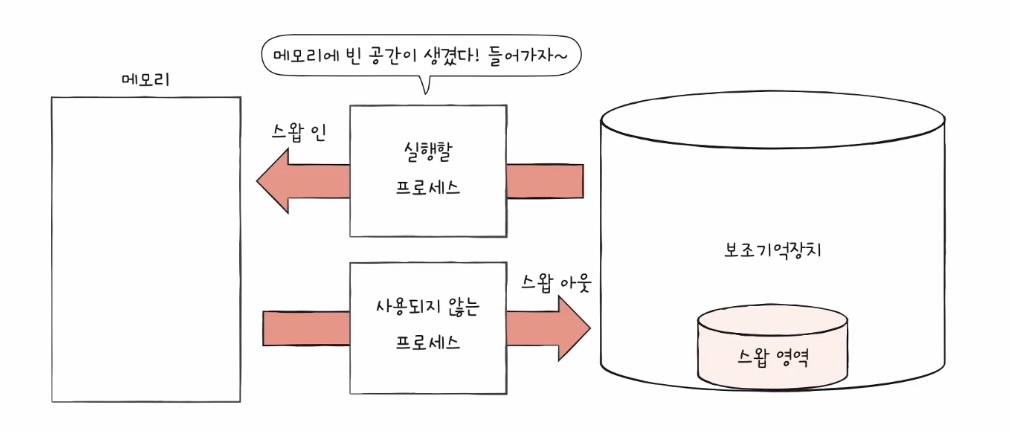 메모리에 빈 공간이 생겼다! 들어가자~
메모리
스왑 인
실행할
프로세스
보조기억장치
스왑 아웃
사용되지 않는
프로세스
스왑 영역